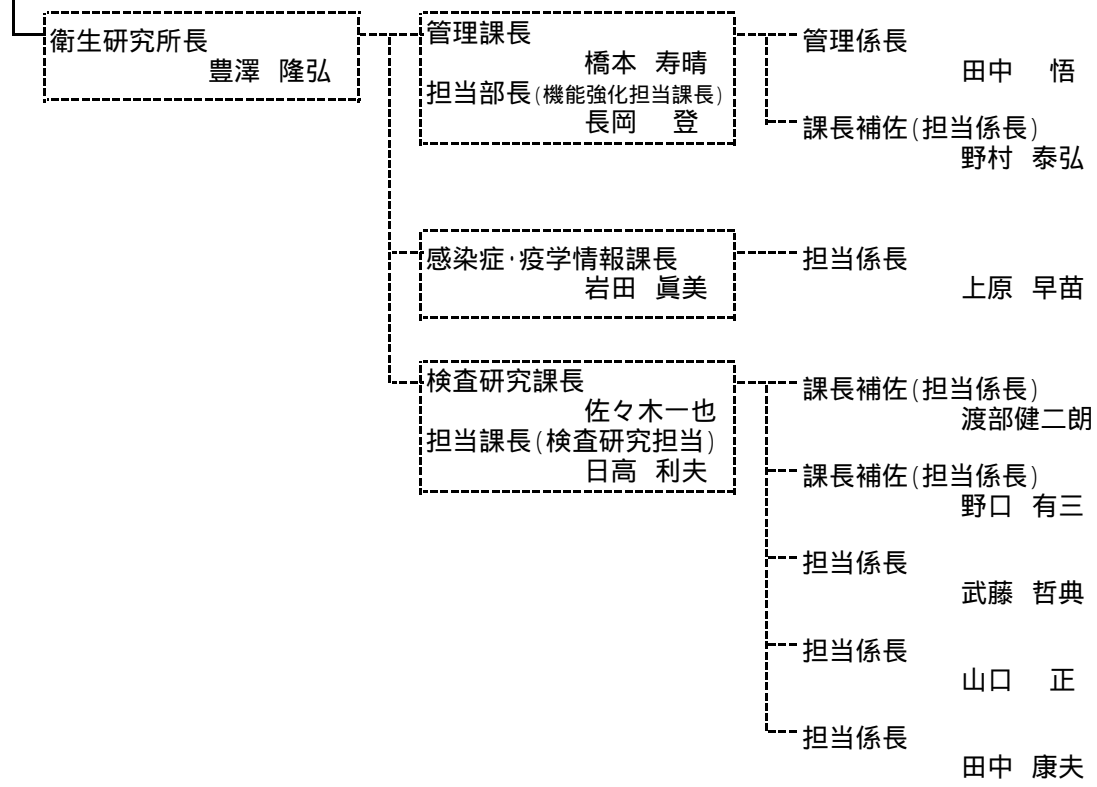 衛生研究所長
豊澤 隆弘
管理課長
橋本 寿晴
担当部長(機能強化担当課長)
長岡 登
管理係長
田中 悟
課長補佐(担当係長)
野村 泰弘
感染症・疫学情報課長
岩田 眞美
担当係長
上原 早苗
検査研究課長
佐々木一也
担当課長(検査研究担当)
日高 利夫
課長補佐(担当係長)
渡部健二朗
課長補佐(担当係長)
野口 有三
担当係長
武藤 哲典
担当係長
山口 正
担当係長
田中 康夫